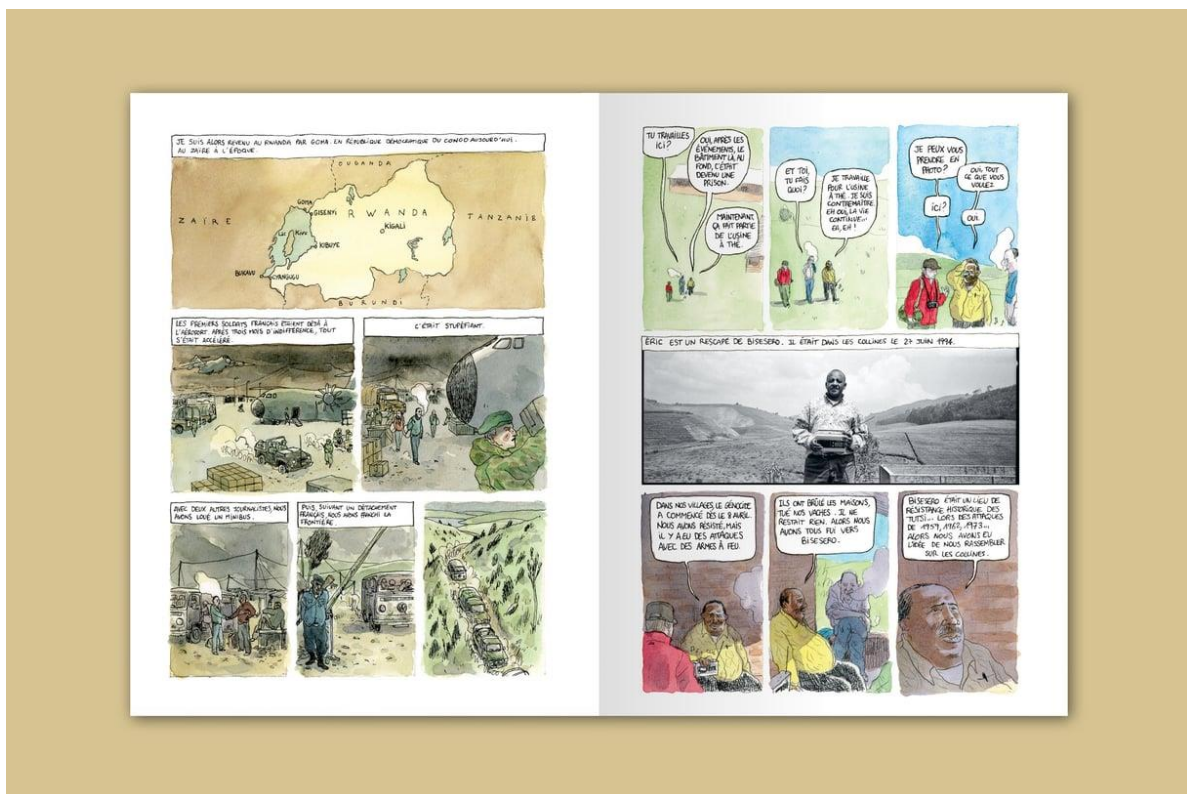 JE SUIS ALORS REVENU AU RWANDA PAR GOMA. EN RÉPUBLIQUE DÉMOCRATIQUE DU CONGO AUJOURD'HUI.
AU ZAÏRE À L'ÉPOQUE.
OUGANDA
ZAÏRE
GOMA
GISENYI
RWANDA
TANZANIE
KIGALI
LAC KIVU
KIBUYE
BUKAVU
CYANGUGU
BURUNDI
LES PREMIERS SOLDATS FRANÇAIS ÉTAIENT DÉJÀ À
L'AÉROPORT. APRÈS TROIS MOIS D'INDIFFÉRENCE, TOUT
S'ÉTAIT ACCÉLÉRÉ.
C'ÉTAIT STUPÉFIANT.
AVEC DEUX AUTRES JOURNALISTES, NOUS
AVONS LOUÉ UN MINIBUS.
PUIS, SUIVANT UN DÉTACHEMENT
FRANÇAIS, NOUS AVONS FRANCHI LA
FRONTIÈRE.
TU TRAVAILLES
ICI?
OUI, APRÈS LES
ÉVÉNEMENTS, LE
BÂTIMENT LÀ AU
FOND, C'ÉTAIT
DEVENU UNE
PRISON.
MAINTENANT,
ÇA FAIT PARTIE
DE L'USINE
À THÉ.
ET TOI,
TU FAIS
QUOI?
JE TRAVAILLE
POUR L'USINE
À THÉ. JE SUIS
CONTREMAÎTRE
EH OUI, LA VIE
CONTINUE...
EH, EH!
JE PEUX VOUS
PRENDRE EN
PHOTO?
OUI, TOUT
CE QUE VOUS
VOULEZ.
ICI?
OUI.
ÉRIC EST UN RESCAPÉ DE BISESERO. IL ÉTAIT DANS LES COLLINES LE 27 JUIN 1994.
DANS NOS VILLAGES, LE GÉNOCIDE
A COMMENCÉ DÈS LE 8 AVRIL.
NOUS AVONS RÉSISTÉ, MAIS
IL Y A EU DES ATTAQUES
AVEC DES ARMES À FEU.
ILS ONT BRÛLÉ LES MAISONS,
TUÉ NOS VACHES. IL NE
RESTAIT RIEN. ALORS NOUS
AVONS TOUS FUI VERS
BISESERO.
BISESERO ÉTAIT UN LIEU DE
RÉSISTANCE HISTORIQUE DES
TUTSI... LORS DES ATTAQUES
DE 1959, 1962, 1973...
ALORS NOUS AVONS EU
L'IDÉE DE NOUS RASSEMBLER
SUR LES COLLINES.